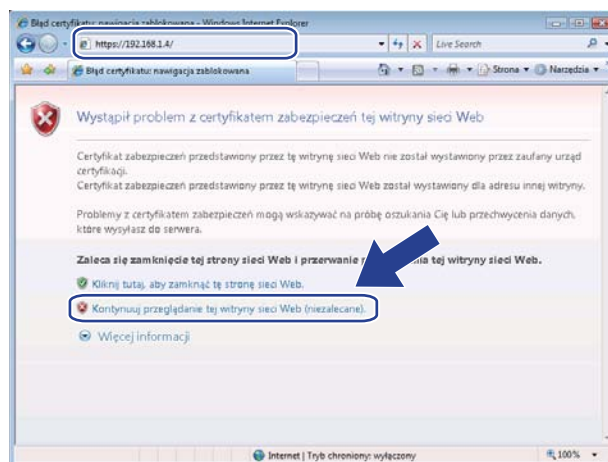 Błąd certyfikatu: nawigacja zablokowana - Windows Internet Explorer
https://192.168.1.4/
Live Search
Błąd certyfikatu: nawigacja zablokowana
Strona
Narzędzia
Wystąpił problem z certyfikatem zabezpieczeń tej witryny sieci Web
Certyfikat zabezpieczeń przedstawiony przez tę witrynę sieci Web nie został wystawiony przez zaufany urząd
certyfikacji.
Certyfikat zabezpieczeń przedstawiony przez tę witrynę sieci Web został wystawiony dla adresu innej witryny.
Problemy z certyfikatem zabezpieczeń mogą wskazywać na próbę oszukania Cię lub przechwycenia danych,
które wysyłasz do serwera.
Zaleca się zamknięcie tej strony sieci Web i przerwanie tej witryny sieci Web.
Kliknij tutaj, aby zamknąć tę stronę sieci Web.
Kontynuuj przeglądanie tej witryny sieci Web (niezalecane).
Więcej informacji
Internet | Tryb chroniony: wyłączony
100%